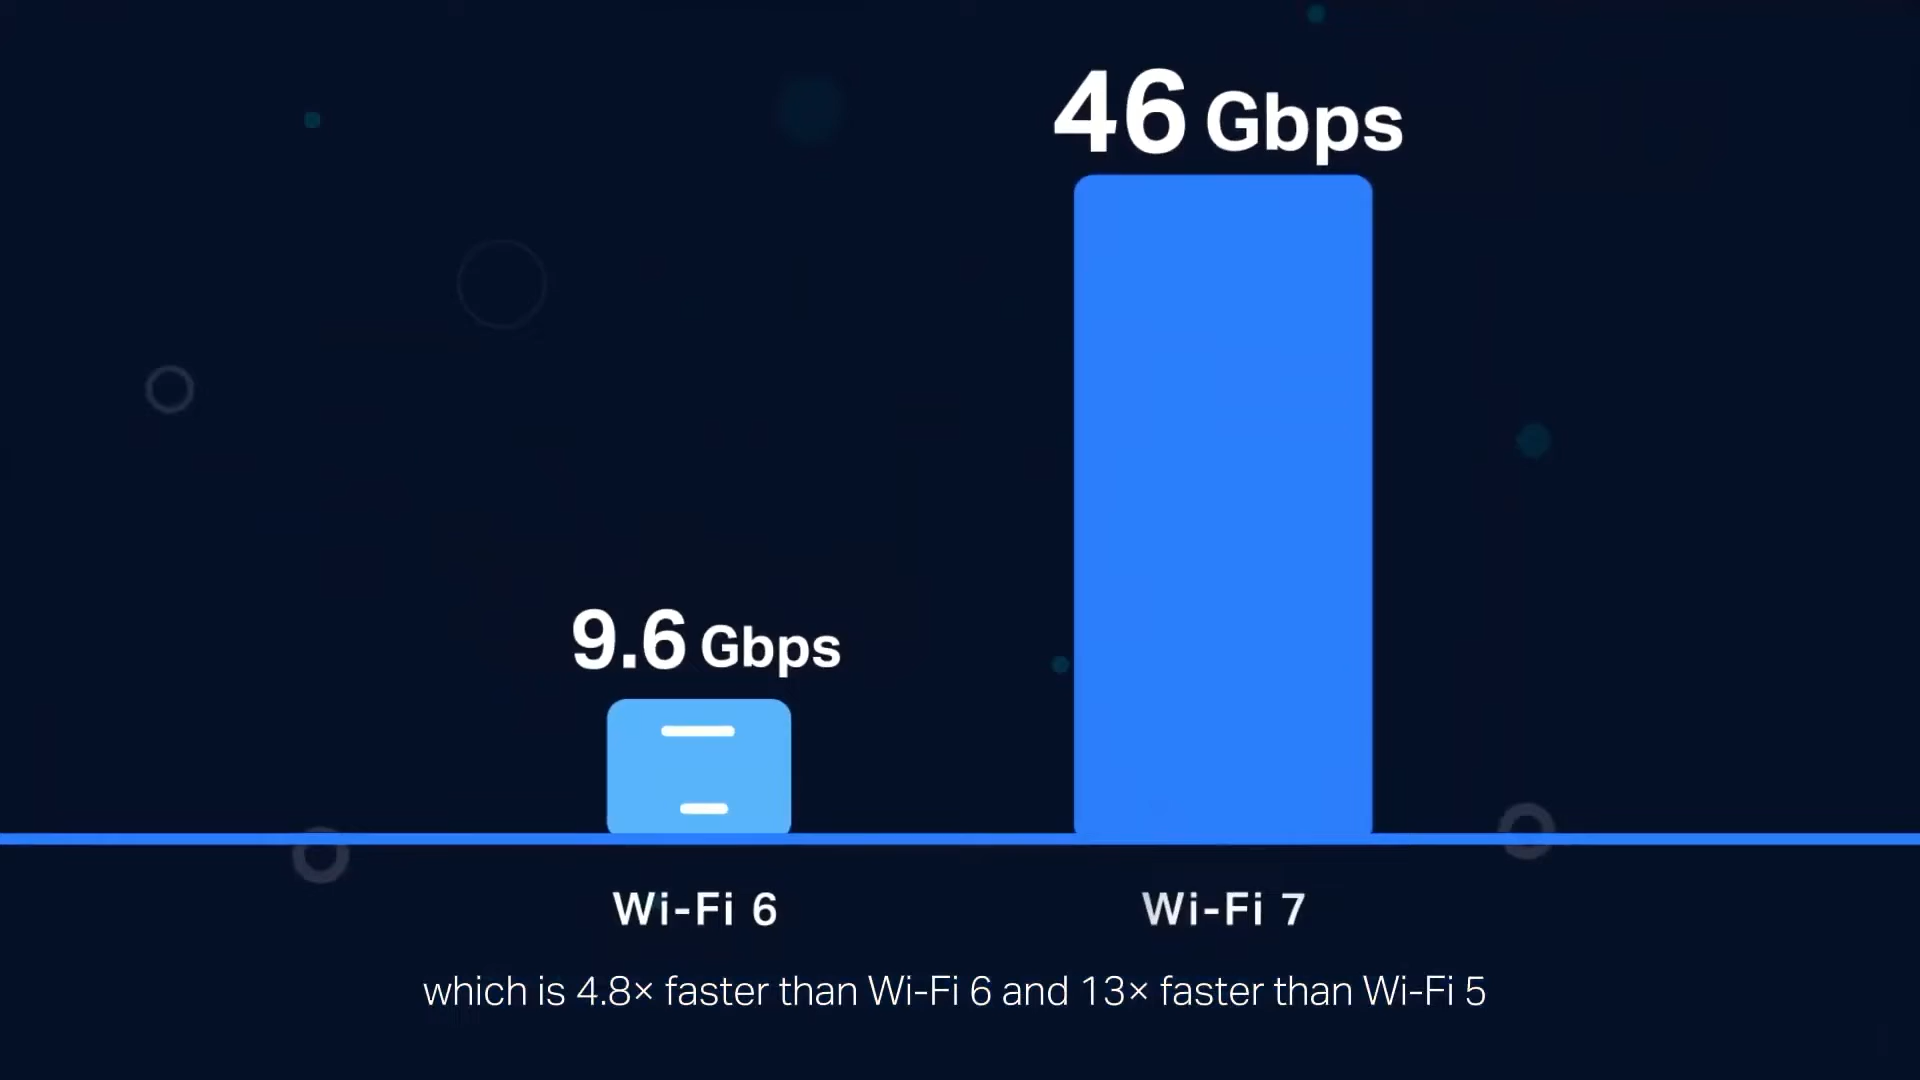 46 Gbps
9.6 Gbps
Wi-Fi 6
Wi-Fi 7
which is 4.8× faster than Wi-Fi 6 and 13× faster than Wi-Fi 5